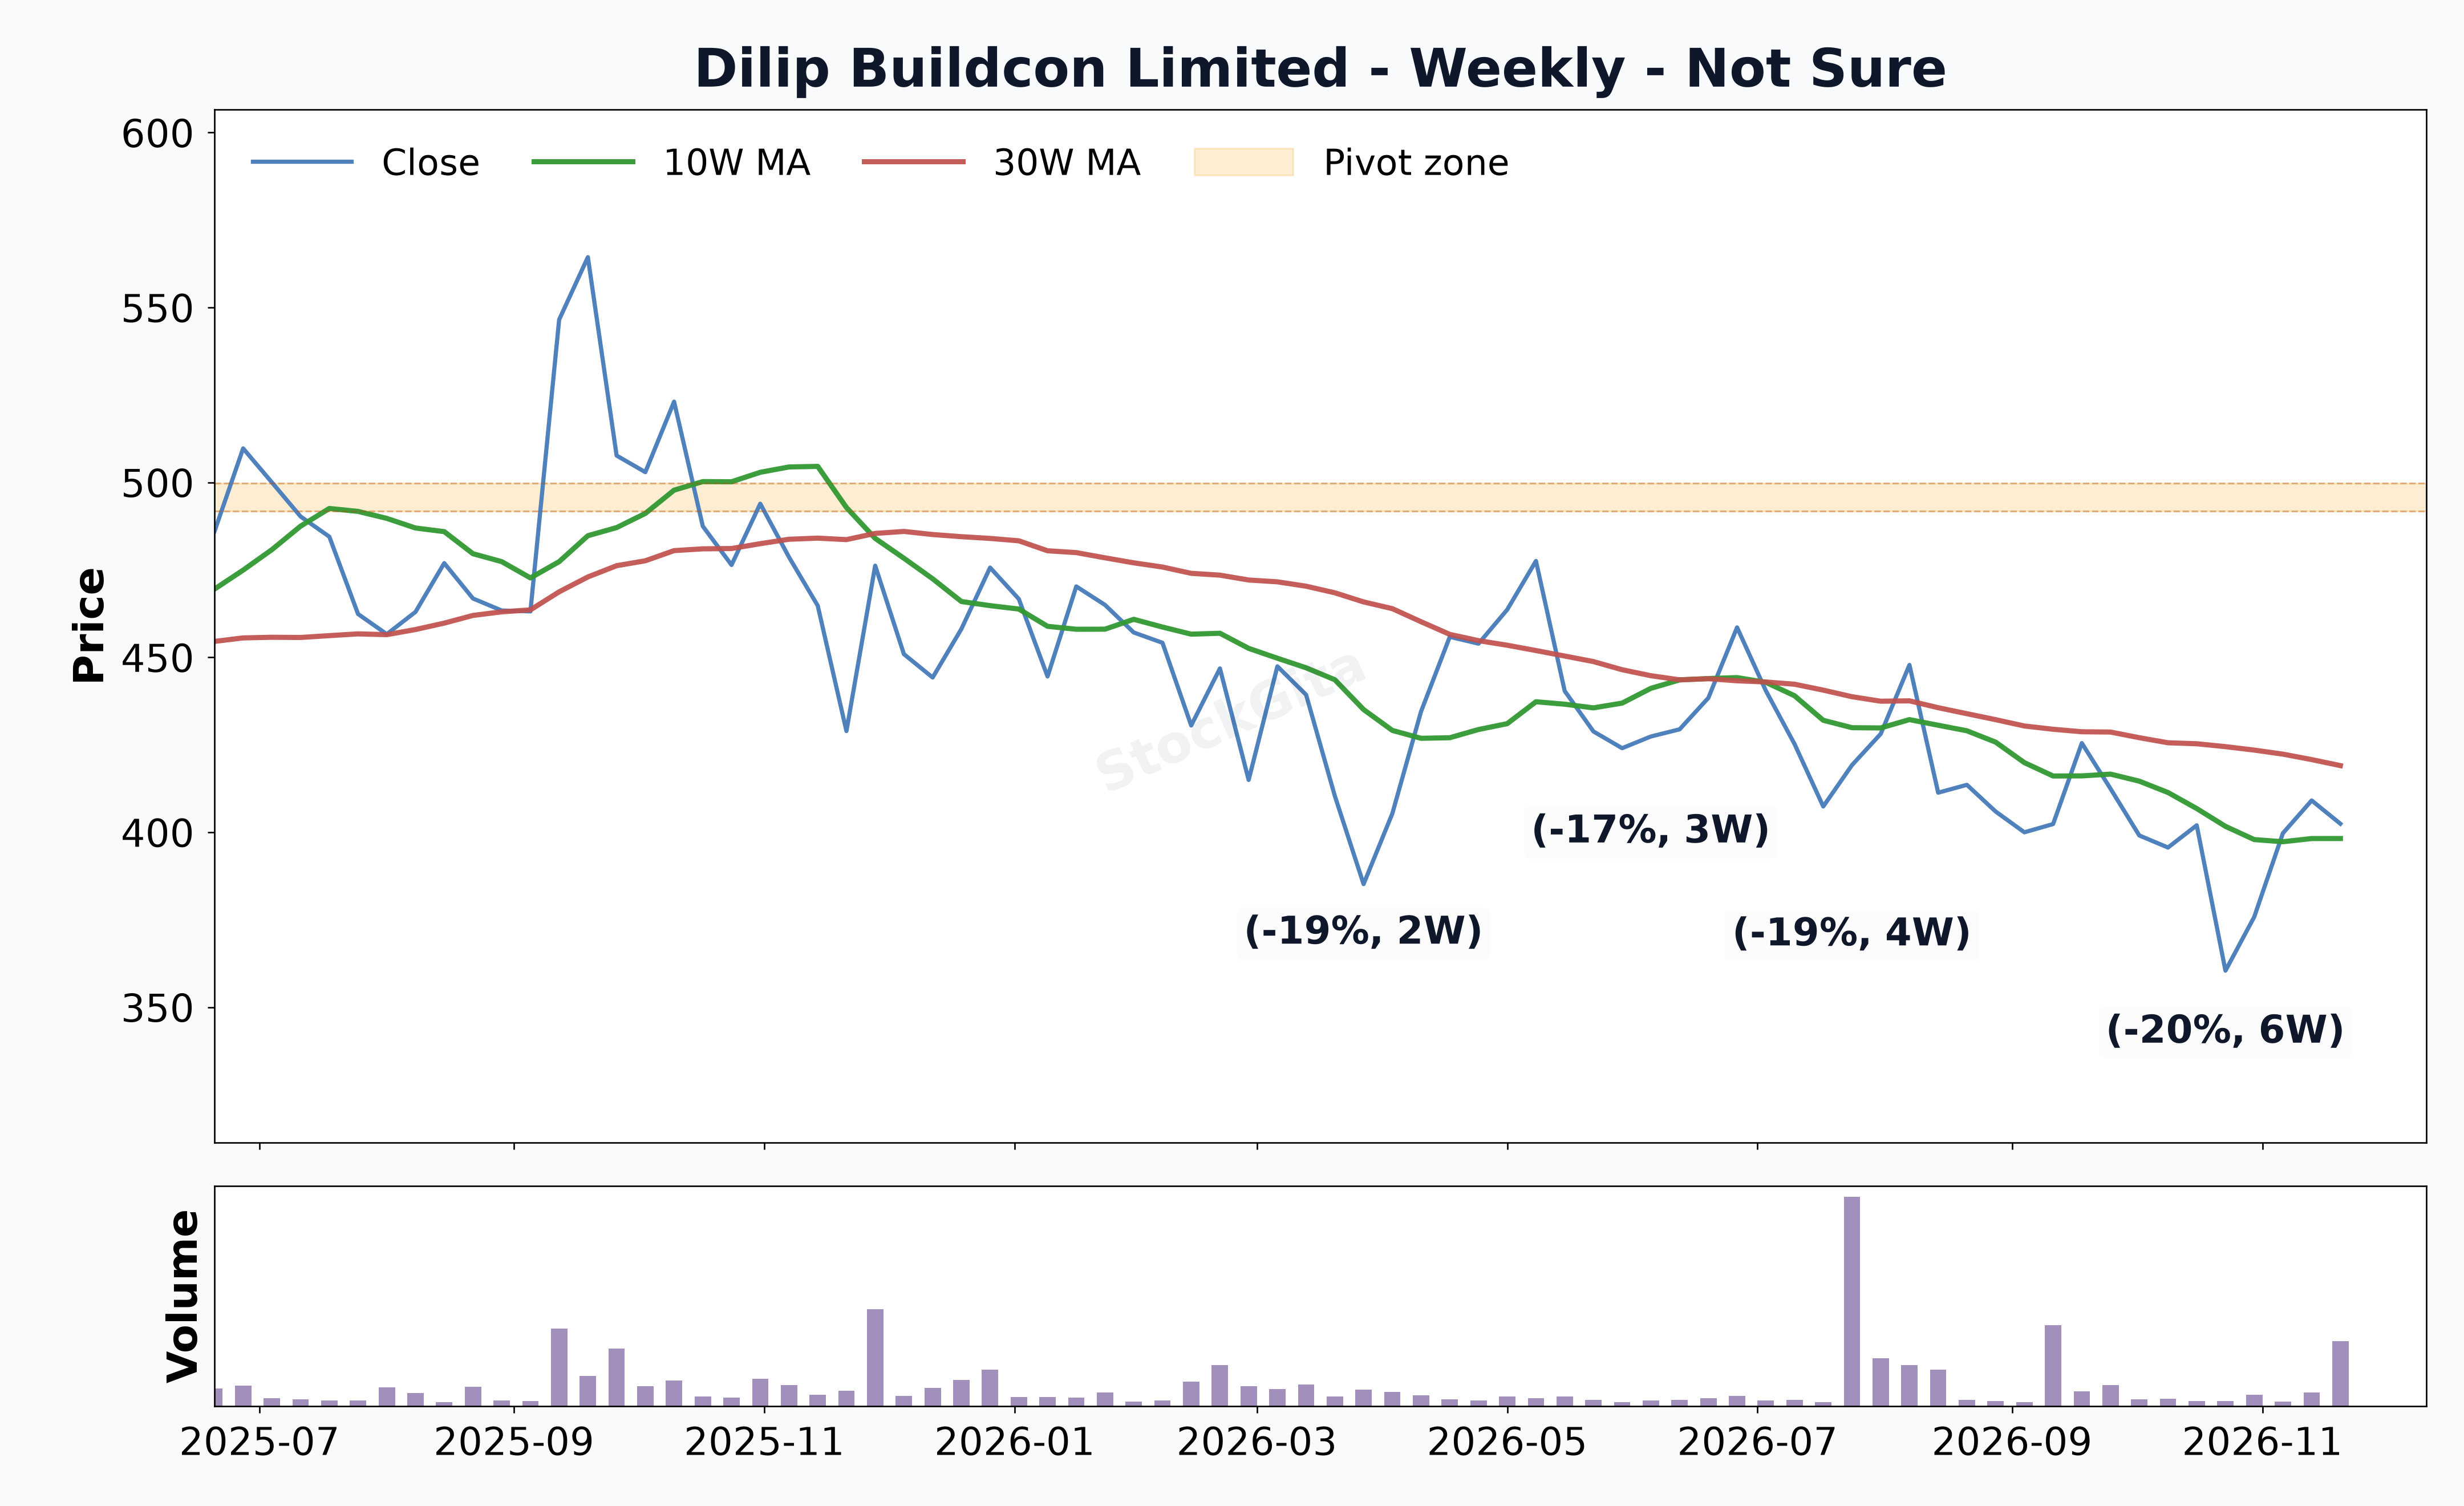 Dilip Buildcon Limited - Weekly - Not Sure
Close 10W MA 30W MA Pivot zone
600
550
500
450
400
350
Price
StockGita
(-17%, 3W)
(-19%, 2W)
(-19%, 4W)
(-20%, 6W)
Volume
2025-07 2025-09 2025-11 2026-01 2026-03 2026-05 2026-07 2026-09 2026-11